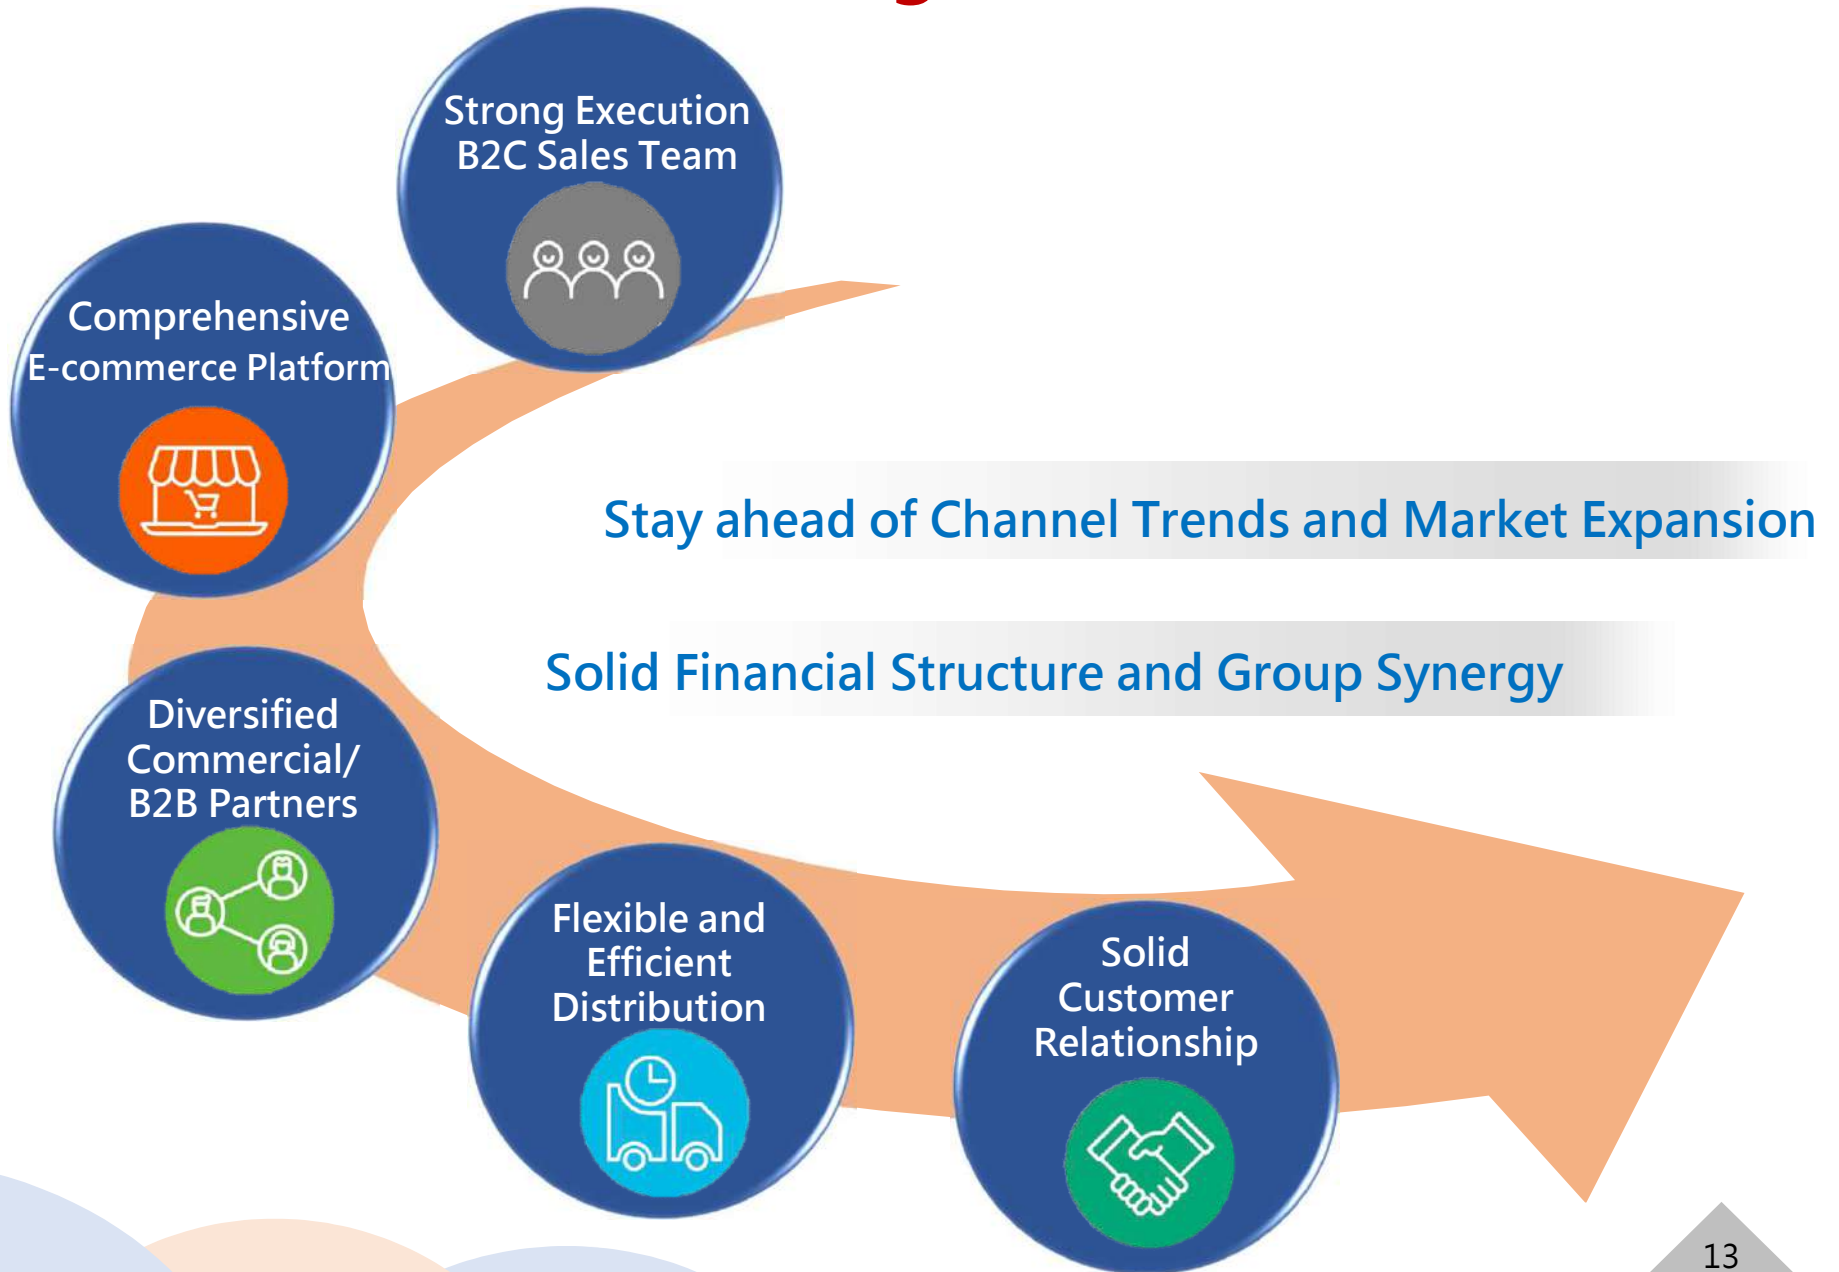 Strong Execution
B2C Sales Team
Comprehensive
E-commerce Platform
Stay ahead of Channel Trends and Market Expansion
Solid Financial Structure and Group Synergy
Diversified
Commercial/
B2B Partners
Flexible and
Efficient
Distribution
Solid
Customer
Relationship
13